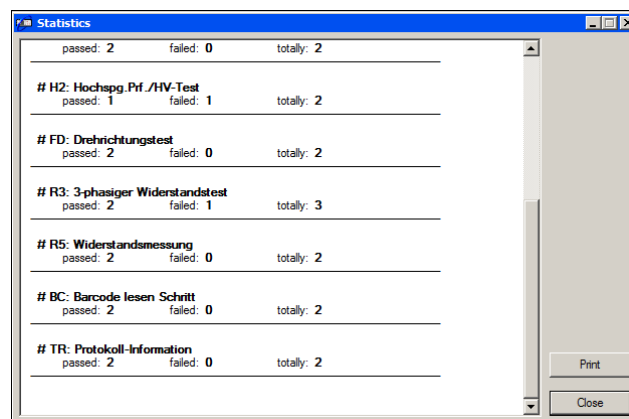 Statistics
passed: 2 failed: 0 totally: 2
# H2: Hochspg.Prf./HV-Test
passed: 1 failed: 1 totally: 2
# FD: Drehrichtungstest
passed: 2 failed: 0 totally: 2
# R3: 3-phasiger Widerstandstest
passed: 2 failed: 1 totally: 3
# R5: Widerstandsmessung
passed: 2 failed: 0 totally: 2
# BC: Barcode lesen Schritt
passed: 2 failed: 0 totally: 2
# TR: Protokoll-Information
passed: 2 failed: 0 totally: 2
Print
Close